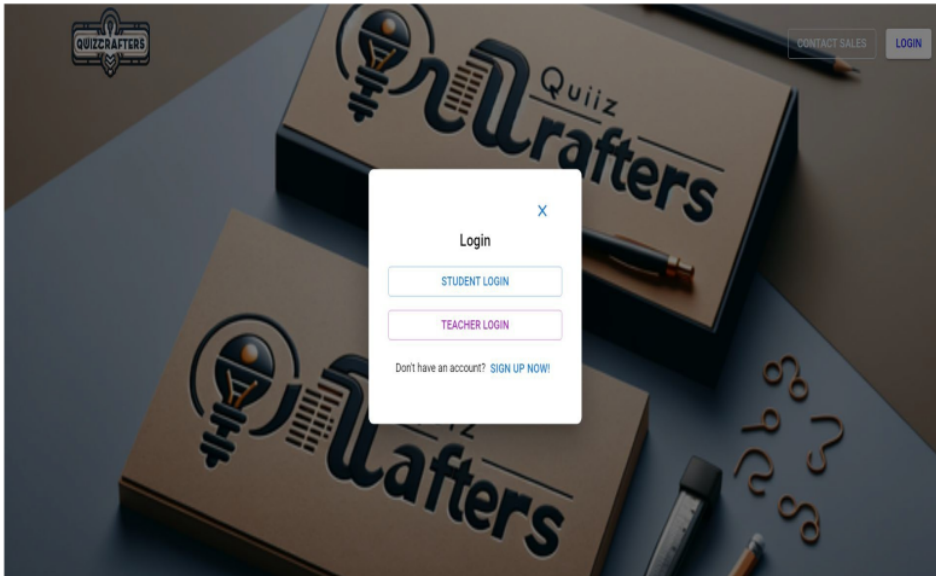 QUIZCRAFTERS
CONTACT SALES
LOGIN
Quiiz
rafters
X
Login
STUDENT LOGIN
TEACHER LOGIN
Don't have an account? SIGN UP NOW!
afters